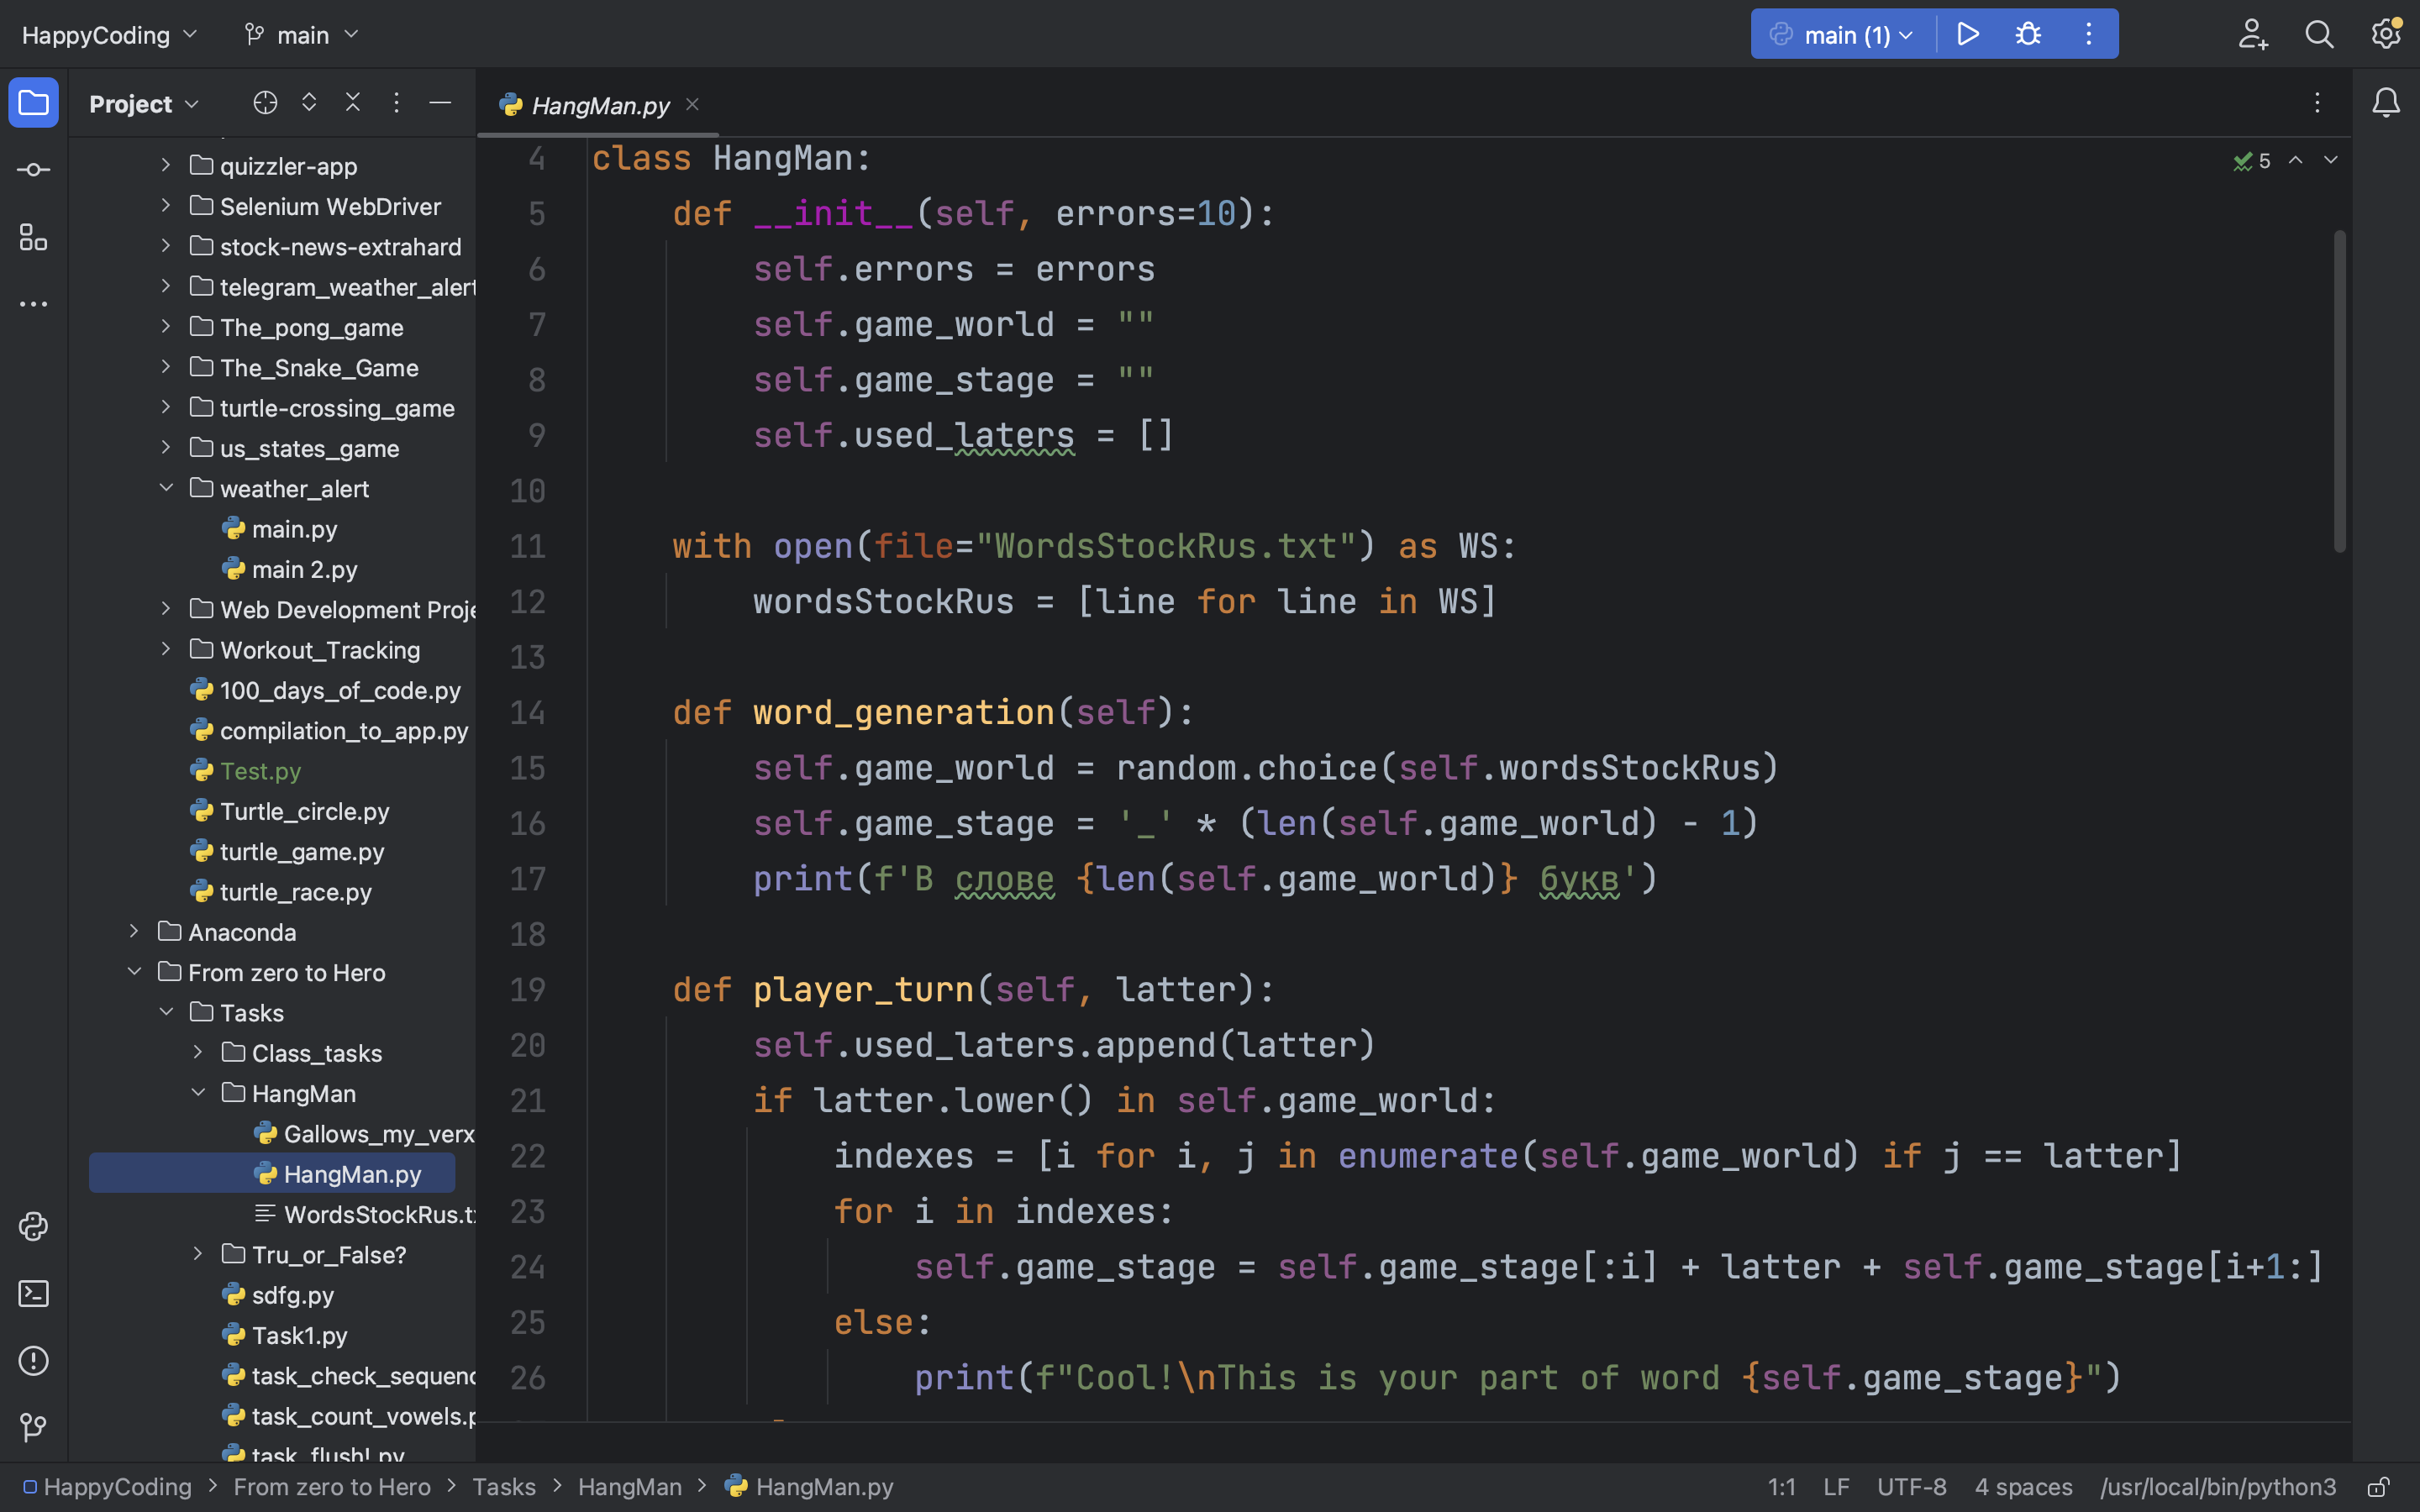 HappyCoding main main (1)
Project
quizzler-app
Selenium WebDriver
stock-news-extrahard
telegram_weather_alert
The_pong_game
The_Snake_Game
turtle-crossing_game
us_states_game
weather_alert
main.py
main 2.py
Web Development Proje
Workout_Tracking
100_days_of_code.py
compilation_to_app.py
Test.py
Turtle_circle.py
turtle_game.py
turtle_race.py
Anaconda
From zero to Hero
Tasks
Class_tasks
HangMan
Gallows_my_verx
HangMan.py
WordsStockRus.t
Tru_or_False?
sdfg.py
Task1.py
task_check_sequenc
task_count_vowels.p
task_flush!.py
HangMan.py
5
4 class HangMan:
5 def __init__(self, errors=10):
6 self.errors = errors
7 self.game_world = ""
8 self.game_stage = ""
9 self.used_laters = []
10
11 with open(file="WordsStockRus.txt") as WS:
12 wordsStockRus = [line for line in WS]
13
14 def word_generation(self):
15 self.game_world = random.choice(self.wordsStockRus)
16 self.game_stage = '_' * (len(self.game_world) - 1)
17 print(f'В слове {len(self.game_world)} букв')
18
19 def player_turn(self, latter):
20 self.used_laters.append(latter)
21 if latter.lower() in self.game_world:
22 indexes = [i for i, j in enumerate(self.game_world) if j == latter]
23 for i in indexes:
24 self.game_stage = self.game_stage[:i] + latter + self.game_stage[i+1:]
25 else:
26 print(f"Cool!\nThis is your part of word {self.game_stage}")
HappyCoding > From zero to Hero > Tasks > HangMan > HangMan.py 1:1 LF UTF-8 4 spaces /usr/local/bin/python3